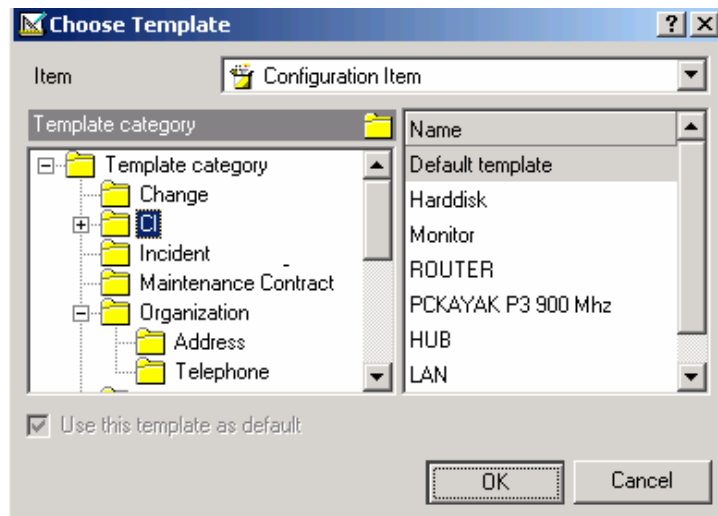 Choose Template
Item
Configuration Item
Template category
Template category
Change
CI
Incident
Maintenance Contract
Organization
Address
Telephone
Name
Default template
Harddisk
Monitor
ROUTER
PCKAYAK P3 900 Mhz
HUB
LAN
Use this template as default
OK
Cancel